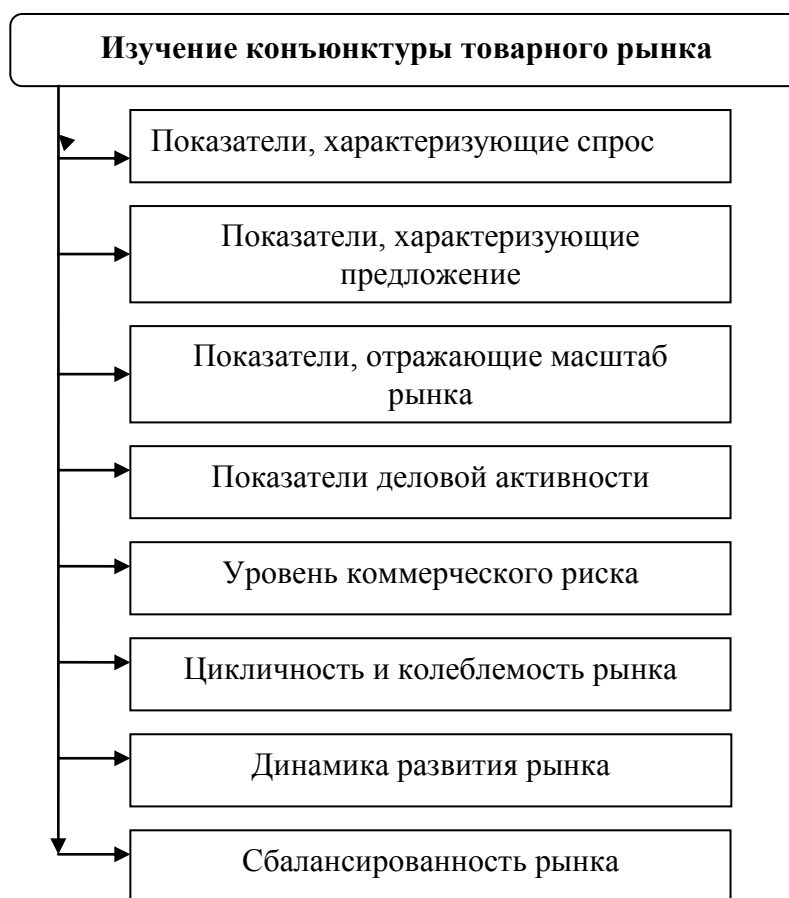 Изучение конъюнктуры товарного рынка
Показатели, характеризующие спрос
Показатели, характеризующие
предложение
Показатели, отражающие масштаб
рынка
Показатели деловой активности
Уровень коммерческого риска
Цикличность и колеблемость рынка
Динамика развития рынка
Сбалансированность рынка